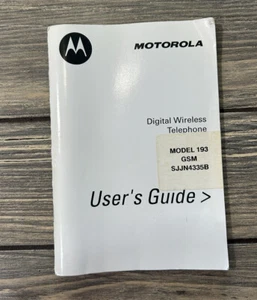 MOTOROLA
Digital Wireless
Telephone
MODEL 193
GSM
SJJN4335B
User's Guide >